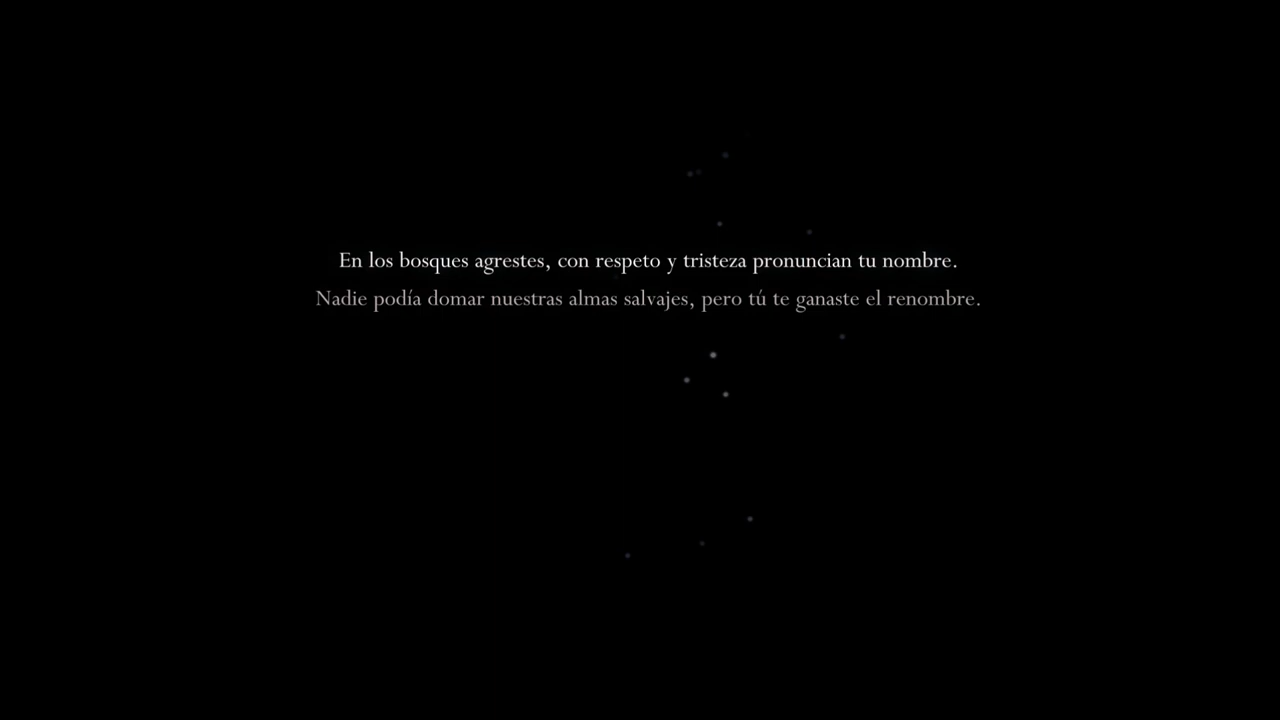 En los bosques agrestes, con respeto y tristeza pronuncian tu nombre.
Nadie podía domar nuestras almas salvajes, pero tú te ganaste el renombre.